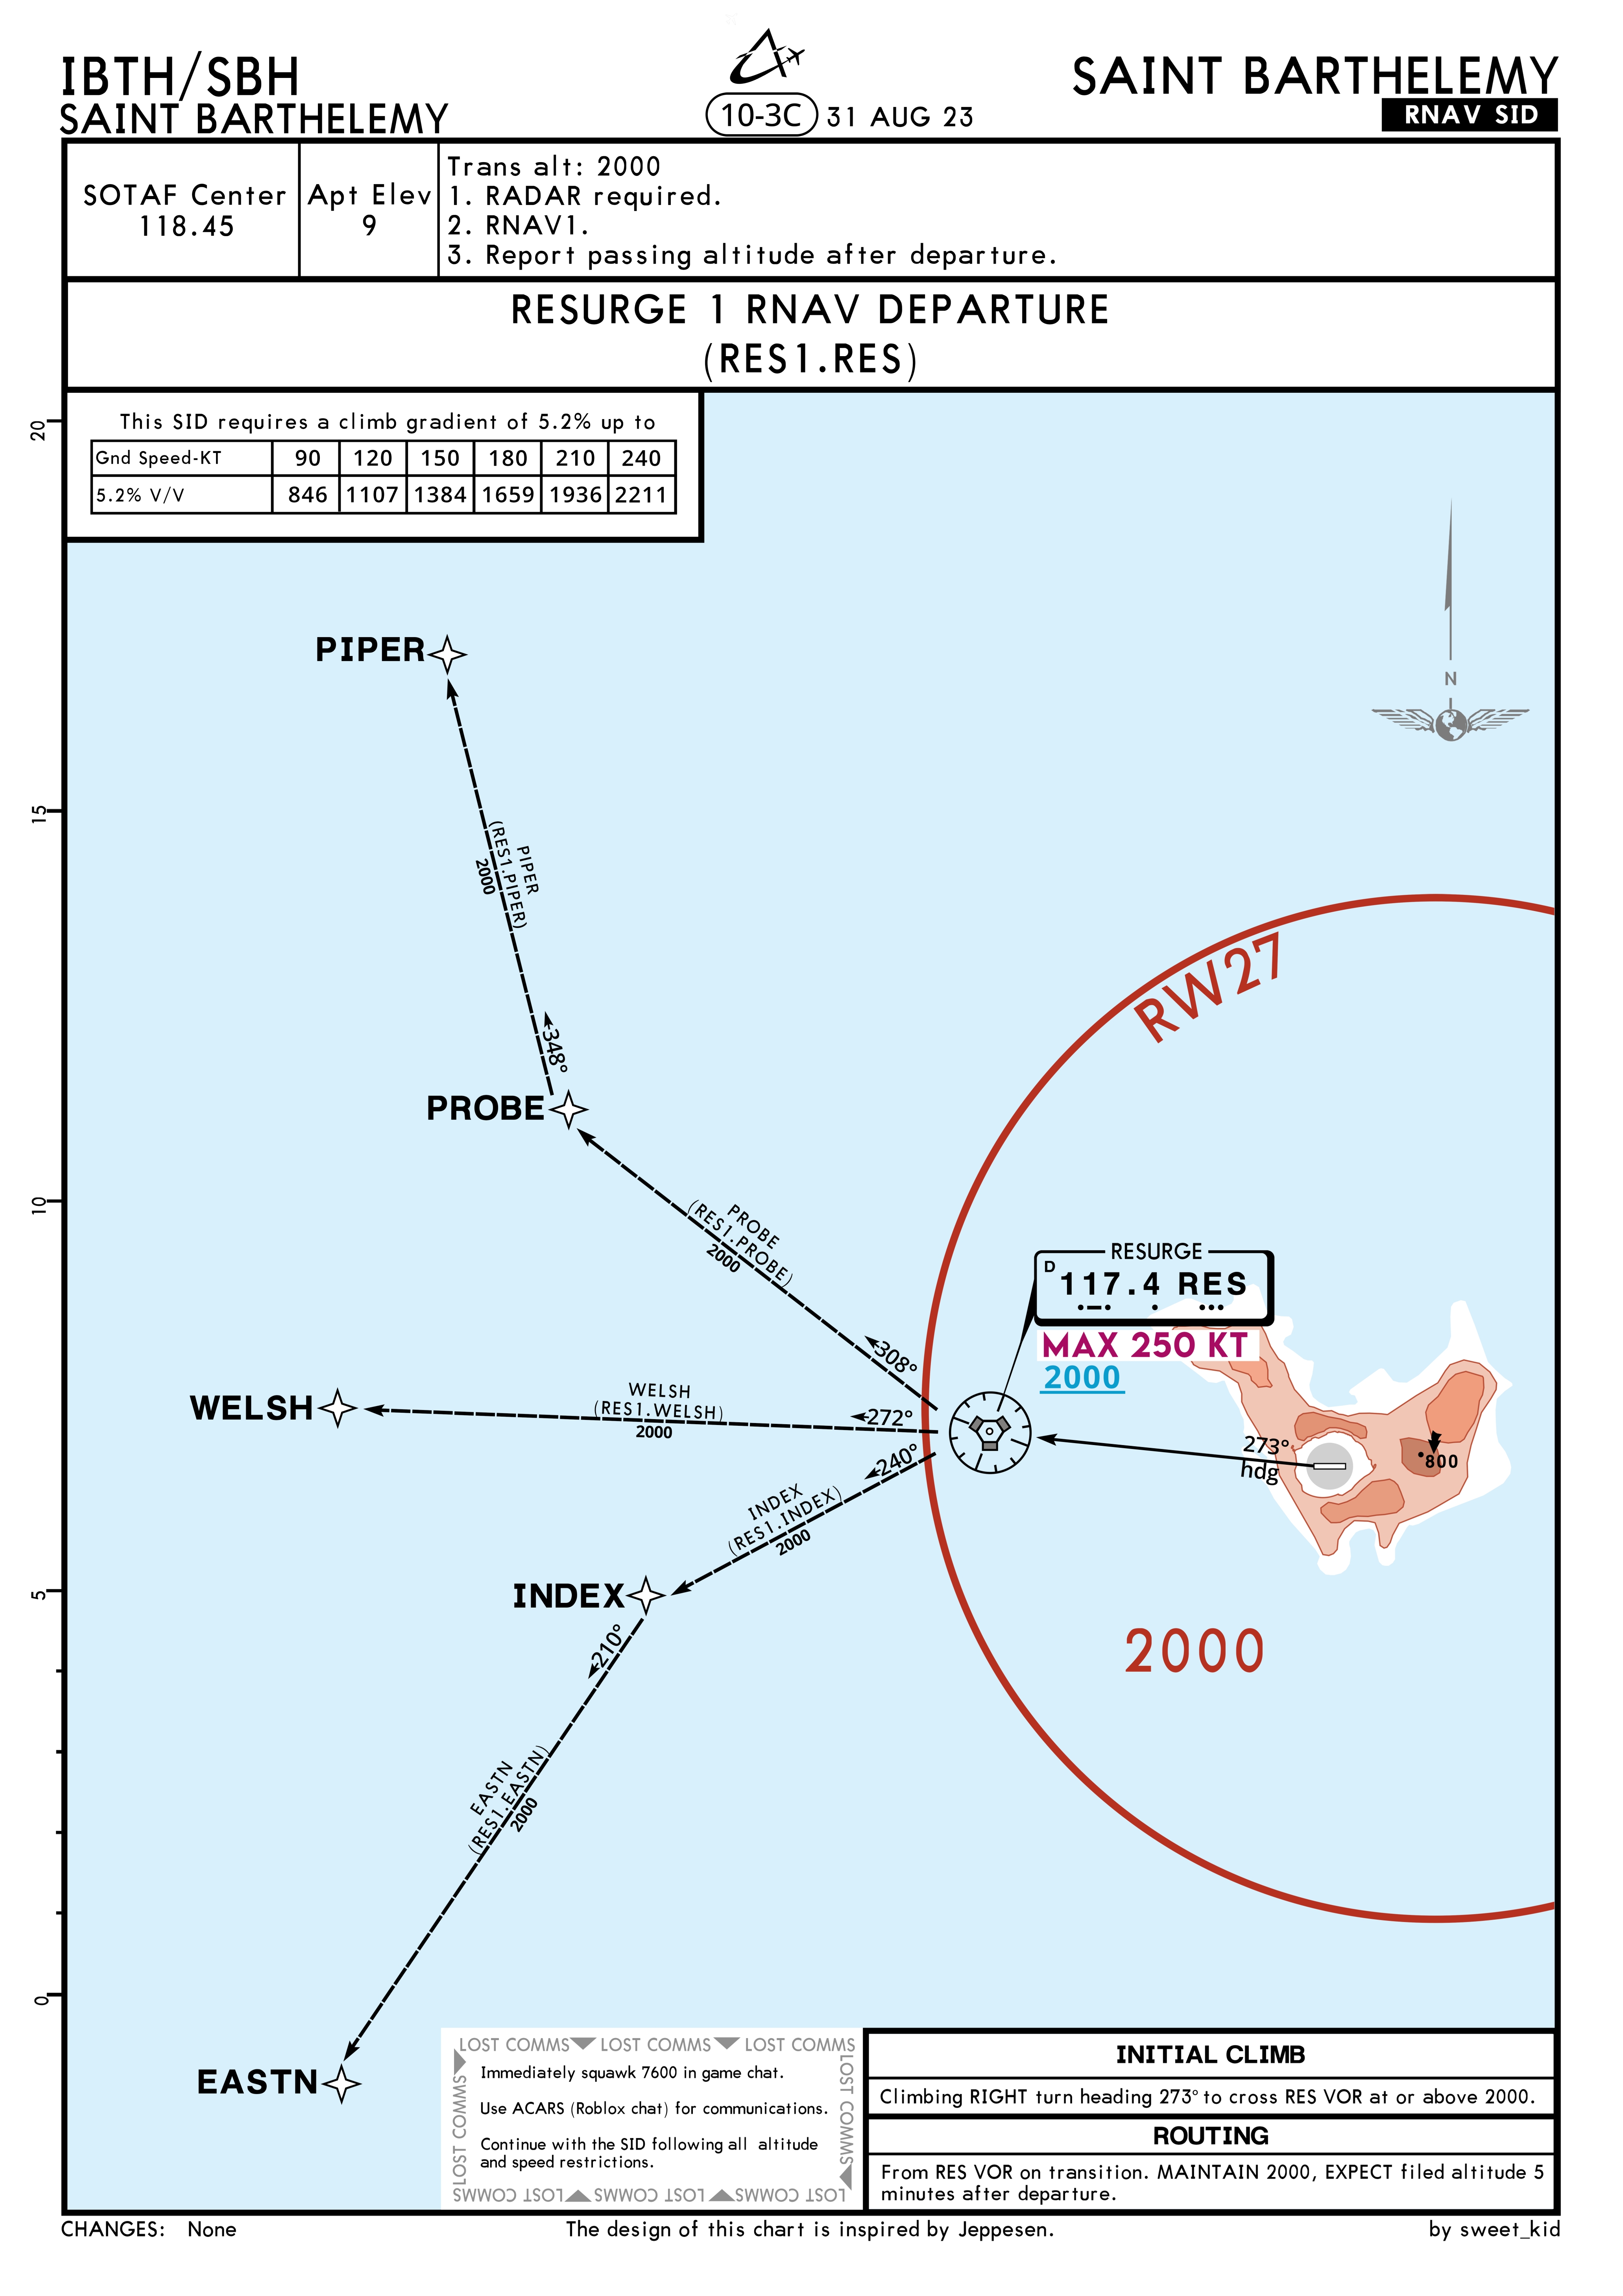 IBTH/SBH
SAINT BARTHELEMY
10-3C
31 AUG 23
SAINT BARTHELEMY
RNAV SID
SOTAF Center
118.45
Apt Elev
9
Trans alt: 2000
1. RADAR required.
2. RNAV1.
3. Report passing altitude after departure.
RESURGE 1 RNAV DEPARTURE
(RES1.RES)
This SID requires a climb gradient of 5.2% up to
Gnd Speed-KT 90 120 150 180 210 240
5.2% V/V 846 1107 1384 1659 1936 2211
20
15
10
5
0
N
PIPER
PIPER
(RES1.PIPER)
2000
348°
PROBE
PROBE
(RES1.PROBE)
2000
308°
RW27
RESURGE
D 117.4 RES
MAX 250 KT
2000
WELSH
WELSH
(RES1.WELSH)
2000
272°
273°
hdg
800
240°
INDEX
(RES1.INDEX)
2000
INDEX
210°
2000
EASTN
(RES1.EASTN)
2000
EASTN
LOST COMMS LOST COMMS LOST COMMS
LOST COMMS
LOST COMMS
Immediately squawk 7600 in game chat.
Use ACARS (Roblox chat) for communications.
Continue with the SID following all altitude
and speed restrictions.
LOST COMMS LOST COMMS LOST COMMS
INITIAL CLIMB
Climbing RIGHT turn heading 273° to cross RES VOR at or above 2000.
ROUTING
From RES VOR on transition. MAINTAIN 2000, EXPECT filed altitude 5
minutes after departure.
CHANGES: None
The design of this chart is inspired by Jeppesen.
by sweet_kid